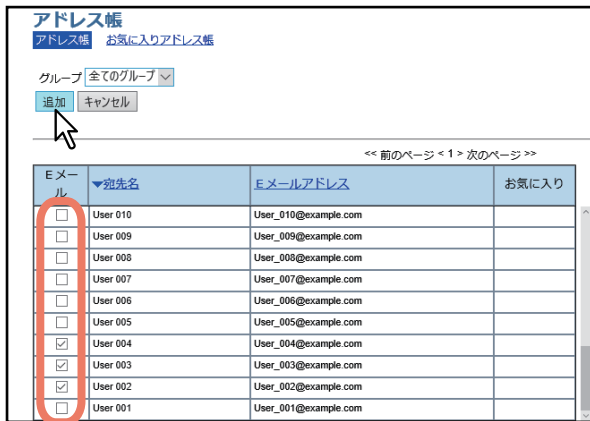 アドレス帳
アドレス帳 お気に入りアドレス帳
グループ 全てのグループ
追加 キャンセル
<< 前のページ < 1 > 次のページ >>
Eメール ▼宛先名 Eメールアドレス お気に入り
User 010 User_010@example.com
User 009 User_009@example.com
User 008 User_008@example.com
User 007 User_007@example.com
User 006 User_006@example.com
User 005 User_005@example.com
User 004 User_004@example.com
User 003 User_003@example.com
User 002 User_002@example.com
User 001 User_001@example.com